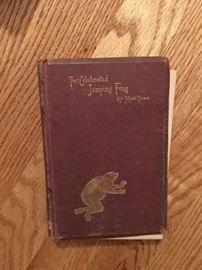 The Celebrated
Jumping Frog
By Mark Twain